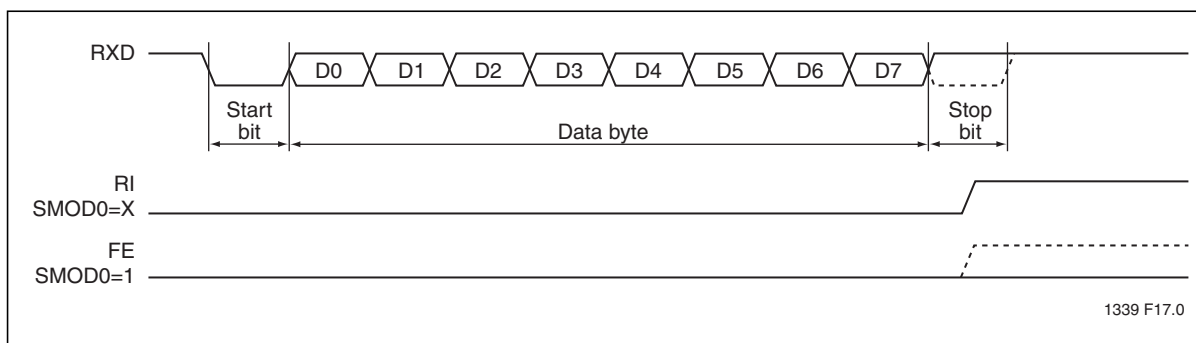 RXD
D0 D1 D2 D3 D4 D5 D6 D7
Start
bit
Data byte
Stop
bit
RI
SMOD0=X
FE
SMOD0=1
1339 F17.0